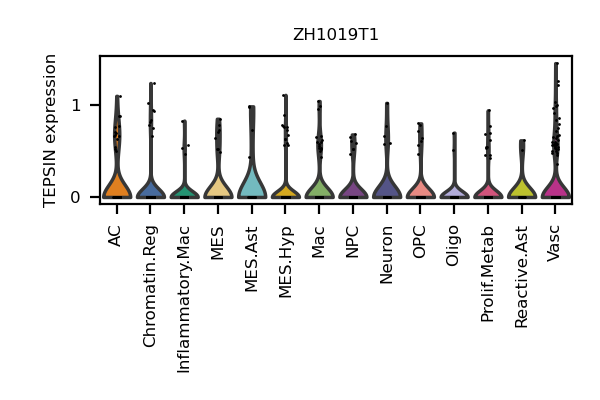 ZH1019T1
TEPSIN expression
1
0
AC
Chromatin.Reg
Inflammatory.Mac
MES
MES.Ast
MES.Hyp
Mac
NPC
Neuron
OPC
Oligo
Prolif.Metab
Reactive.Ast
Vasc